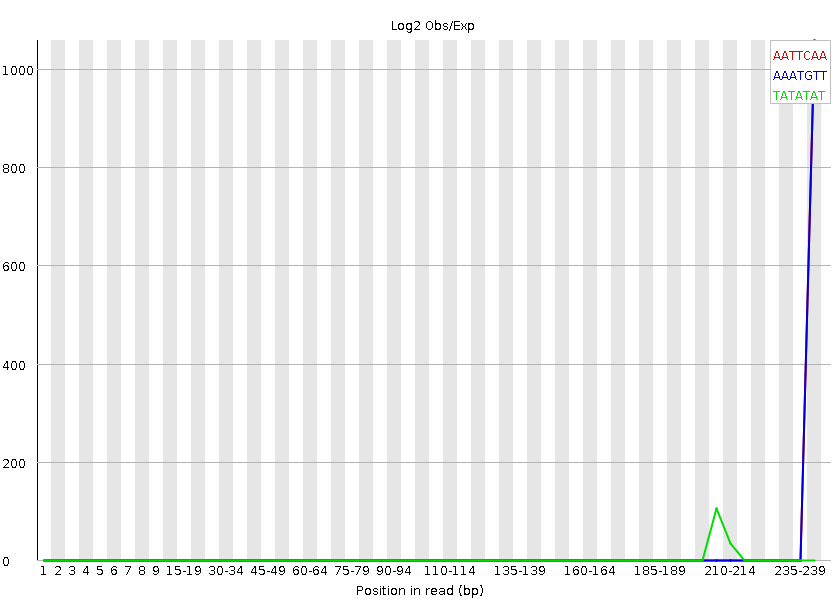 Log2 Obs/Exp
1000
800
600
400
200
0
AATTCAA
AAATGTT
TATATAT
1 2 3 4 5 6 7 8 9 15-19 30-34 45-49 60-64 75-79 90-94 110-114 135-139 160-164 185-189 210-214 235-239
Position in read (bp)